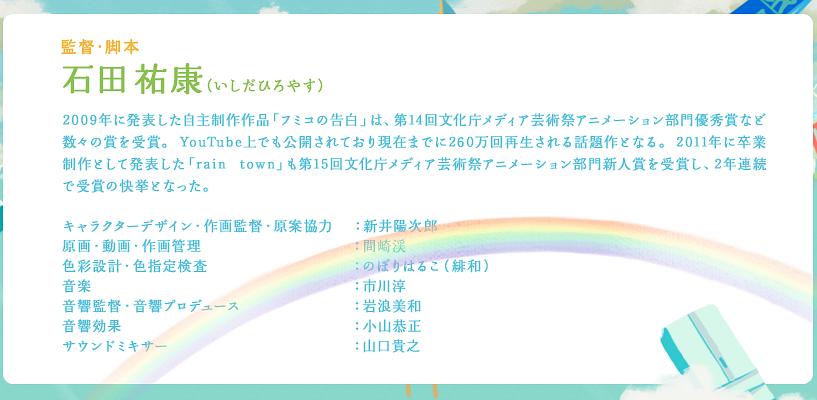 監督・脚本
石田 祐康（いしだひろやす）
2009年に発表した自主制作作品「フミコの告白」は、第14回文化庁メディア芸術祭アニメーション部門優秀賞など
数々の賞を受賞。 YouTube上でも公開されており現在までに260万回再生される話題作となる。 2011年に卒業
制作として発表した「rain town」も第15回文化庁メディア芸術祭アニメーション部門新人賞を受賞し、2年連続
で受賞の快挙となった。
キャラクターデザイン・作画監督・原案協力 ：新井陽次郎
原画・動画・作画管理 ：間崎渓
色彩設計・色指定検査 ：のぼりはるこ（緋和）
音楽 ：市川淳
音響監督・音響プロデュース ：岩浪美和
音響効果 ：小山恭正
サウンドミキサー ：山口貴之